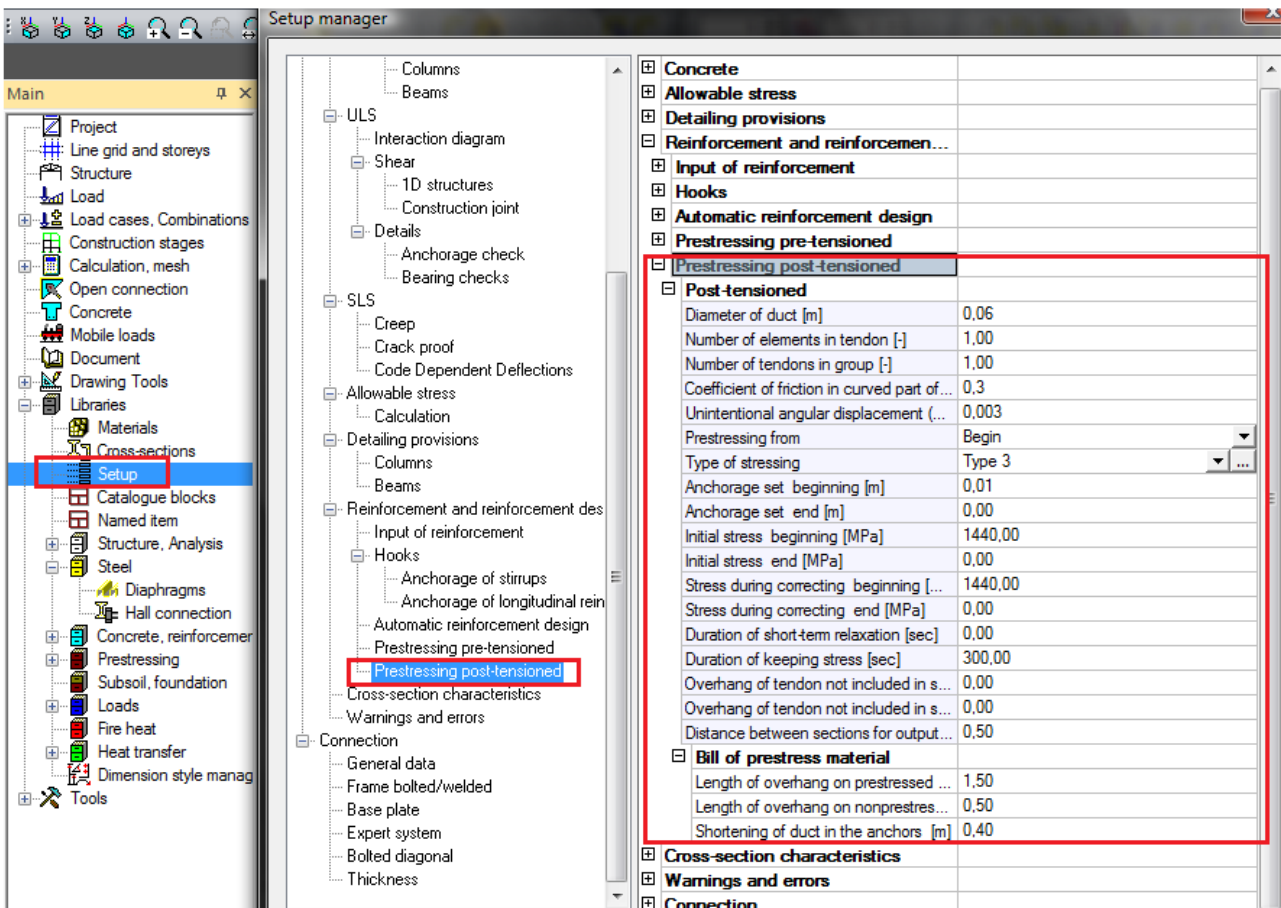 Setup manager
Main
Project
Line grid and storeys
Structure
Load
Load cases, Combinations
Construction stages
Calculation, mesh
Open connection
Concrete
Mobile loads
Document
Drawing Tools
Libraries
Materials
Cross-sections
Setup
Catalogue blocks
Named item
Structure, Analysis
Steel
Diaphragms
Hall connection
Concrete, reinforcemer
Prestressing
Subsoil, foundation
Loads
Fire heat
Heat transfer
Dimension style manag
Tools
Columns
Beams
ULS
Interaction diagram
Shear
1D structures
Construction joint
Details
Anchorage check
Bearing checks
SLS
Creep
Crack proof
Code Dependent Deflections
Allowable stress
Calculation
Detailing provisions
Columns
Beams
Reinforcement and reinforcement des
Input of reinforcement
Hooks
Anchorage of stirrups
Anchorage of longitudinal rein
Automatic reinforcement design
Prestressing pre-tensioned
Prestressing post-tensioned
Cross-section characteristics
Warnings and errors
Connection
General data
Frame bolted/welded
Base plate
Expert system
Bolted diagonal
Thickness
Concrete
Allowable stress
Detailing provisions
Reinforcement and reinforcemen...
Input of reinforcement
Hooks
Automatic reinforcement design
Prestressing pre-tensioned
Prestressing post-tensioned
Post-tensioned
Diameter of duct [m] 0,06
Number of elements in tendon [-] 1,00
Number of tendons in group [-] 1,00
Coefficient of friction in curved part of... 0,3
Unintentional angular displacement (... 0,003
Prestressing from Begin
Type of stressing Type 3 ...
Anchorage set beginning [m] 0,01
Anchorage set end [m] 0,00
Initial stress beginning [MPa] 1440,00
Initial stress end [MPa] 0,00
Stress during correcting beginning [... 1440,00
Stress during correcting end [MPa] 0,00
Duration of short-term relaxation [sec] 0,00
Duration of keeping stress [sec] 300,00
Overhang of tendon not included in s... 0,00
Overhang of tendon not included in s... 0,00
Distance between sections for output... 0,50
Bill of prestress material
Length of overhang on prestressed ... 1,50
Length of overhang on nonprestres... 0,50
Shortening of duct in the anchors [m] 0,40
Cross-section characteristics
Warnings and errors
Connection